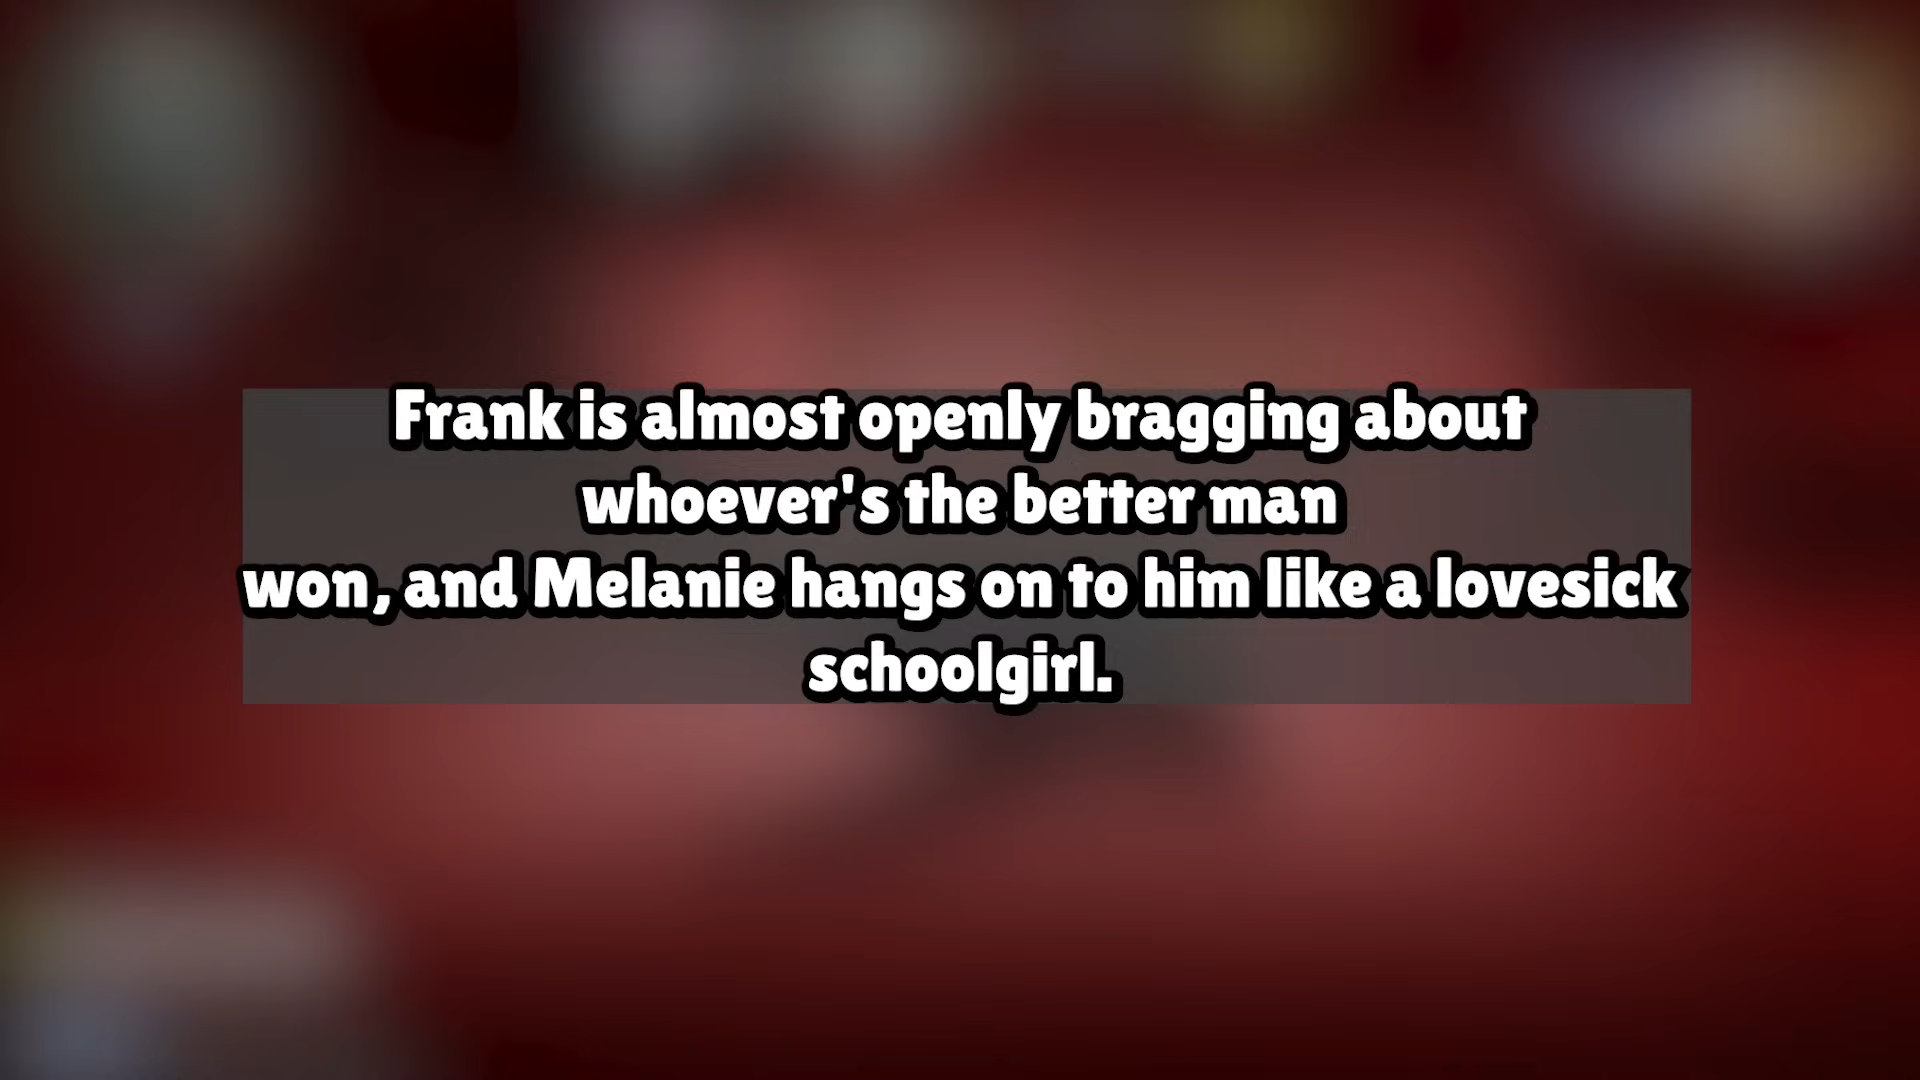 Frank is almost openly bragging about
whoever's the better man
won, and Melanie hangs on to him like a lovesick
schoolgirl.